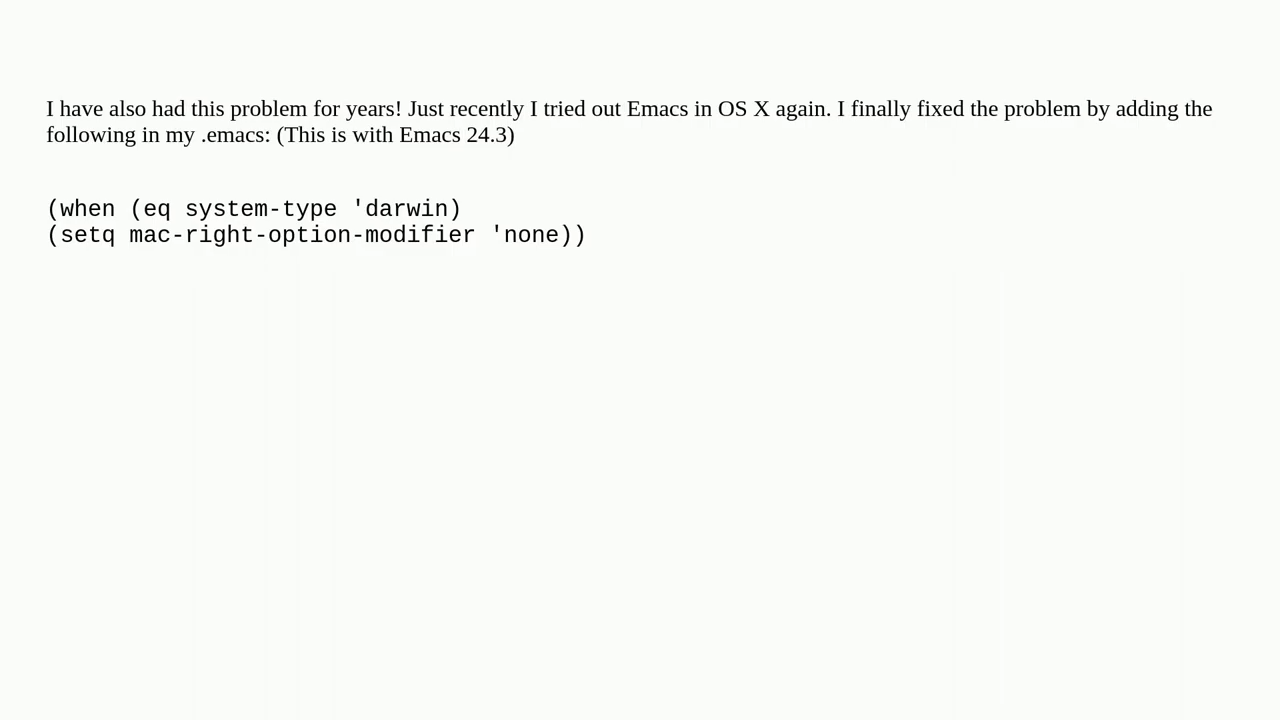 I have also had this problem for years! Just recently I tried out Emacs in OS X again. I finally fixed the problem by adding the
following in my .emacs: (This is with Emacs 24.3)
(when (eq system-type 'darwin)
(setq mac-right-option-modifier 'none))